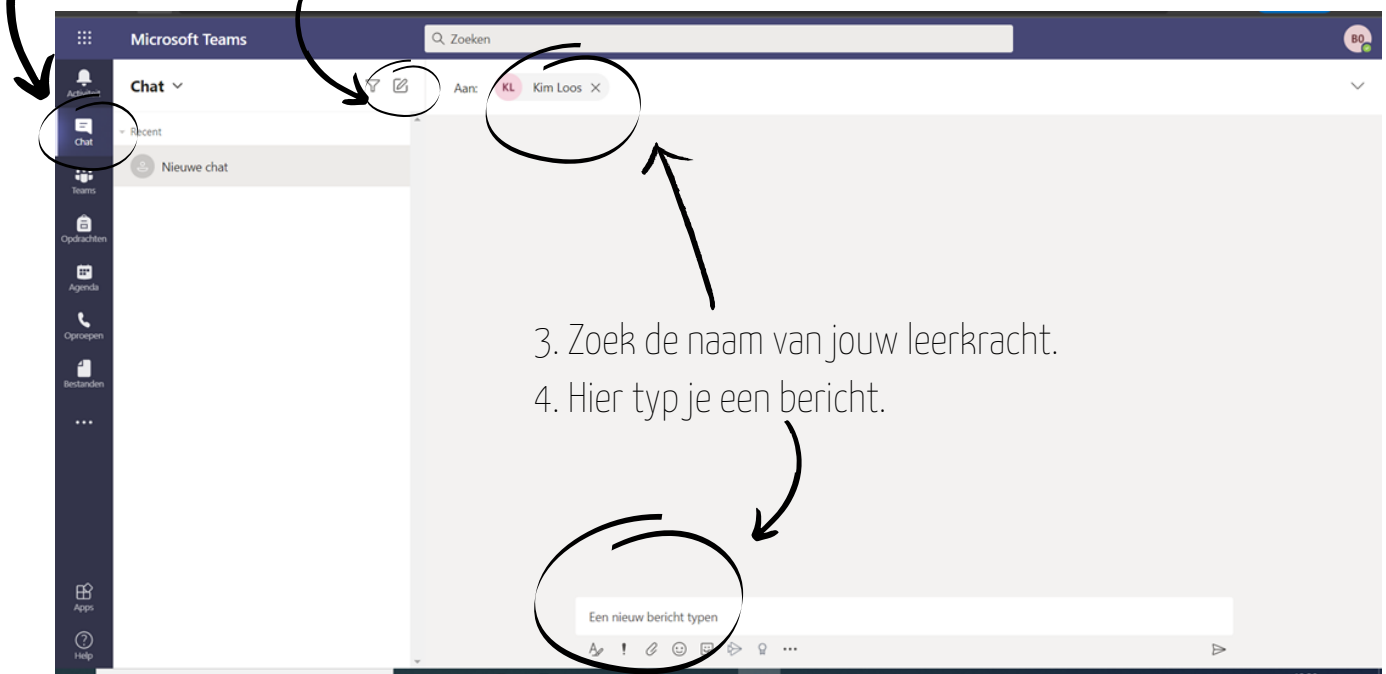 Microsoft Teams
Zoeken
BO
Activiteit
Chat
Aan:
KL
Kim Loos
Chat
Recent
Nieuwe chat
Teams
Opdrachten
Agenda
Oproepen
Bestanden
3. Zoek de naam van jouw leerkracht.
4. Hier typ je een bericht.
Een nieuw bericht typen
Apps
Help